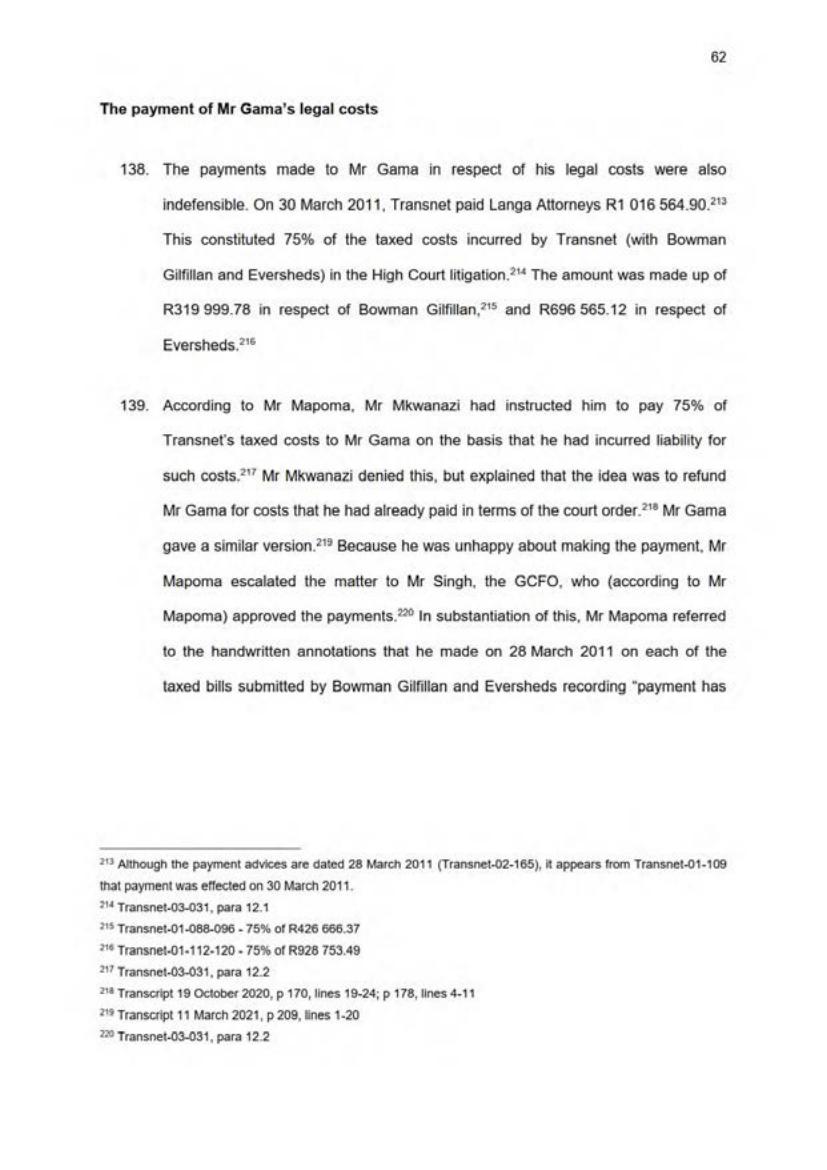 62
The payment of Mr Gama's legal costs
138. The payments made to Mr Gama in respect of his legal costs were also
indefensible. On 30 March 2011, Transnet paid Langa Attorneys R1 016 564.90.213
This constituted 75% of the taxed costs incurred by Transnet (with Bowman
Gilfillan and Eversheds) in the High Court litigation.214 The amount was made up of
R319 999.78 in respect of Bowman Gilfillan,215 and R696 565.12 in respect of
Eversheds.216
139. According to Mr Mapoma, Mr Mkwanazi had instructed him to pay 75% of
Transnet's taxed costs to Mr Gama on the basis that he had incurred liability for
such costs.217 Mr Mkwanazi denied this, but explained that the idea was to refund
Mr Gama for costs that he had already paid in terms of the court order.218 Mr Gama
gave a similar version.219 Because he was unhappy about making the payment, Mr
Mapoma escalated the matter to Mr Singh, the GCFO, who (according to Mr
Mapoma) approved the payments.220 In substantiation of this, Mr Mapoma referred
to the handwritten annotations that he made on 28 March 2011 on each of the
taxed bills submitted by Bowman Gilfillan and Eversheds recording "payment has
213 Although the payment advices are dated 28 March 2011 (Transnet-02-165), it appears from Transnet-01-109
that payment was effected on 30 March 2011.
214 Transnet-03-031, para 12.1
215 Transnet-01-088-096 - 75% of R426 666.37
216 Transnet-01-112-120 - 75% of R928 753.49
217 Transnet-03-031, para 12.2
218 Transcript 19 October 2020, p 170, lines 19-24; p 178, lines 4-11
219 Transcript 11 March 2021, p 209, lines 1-20
220 Transnet-03-031, para 12.2